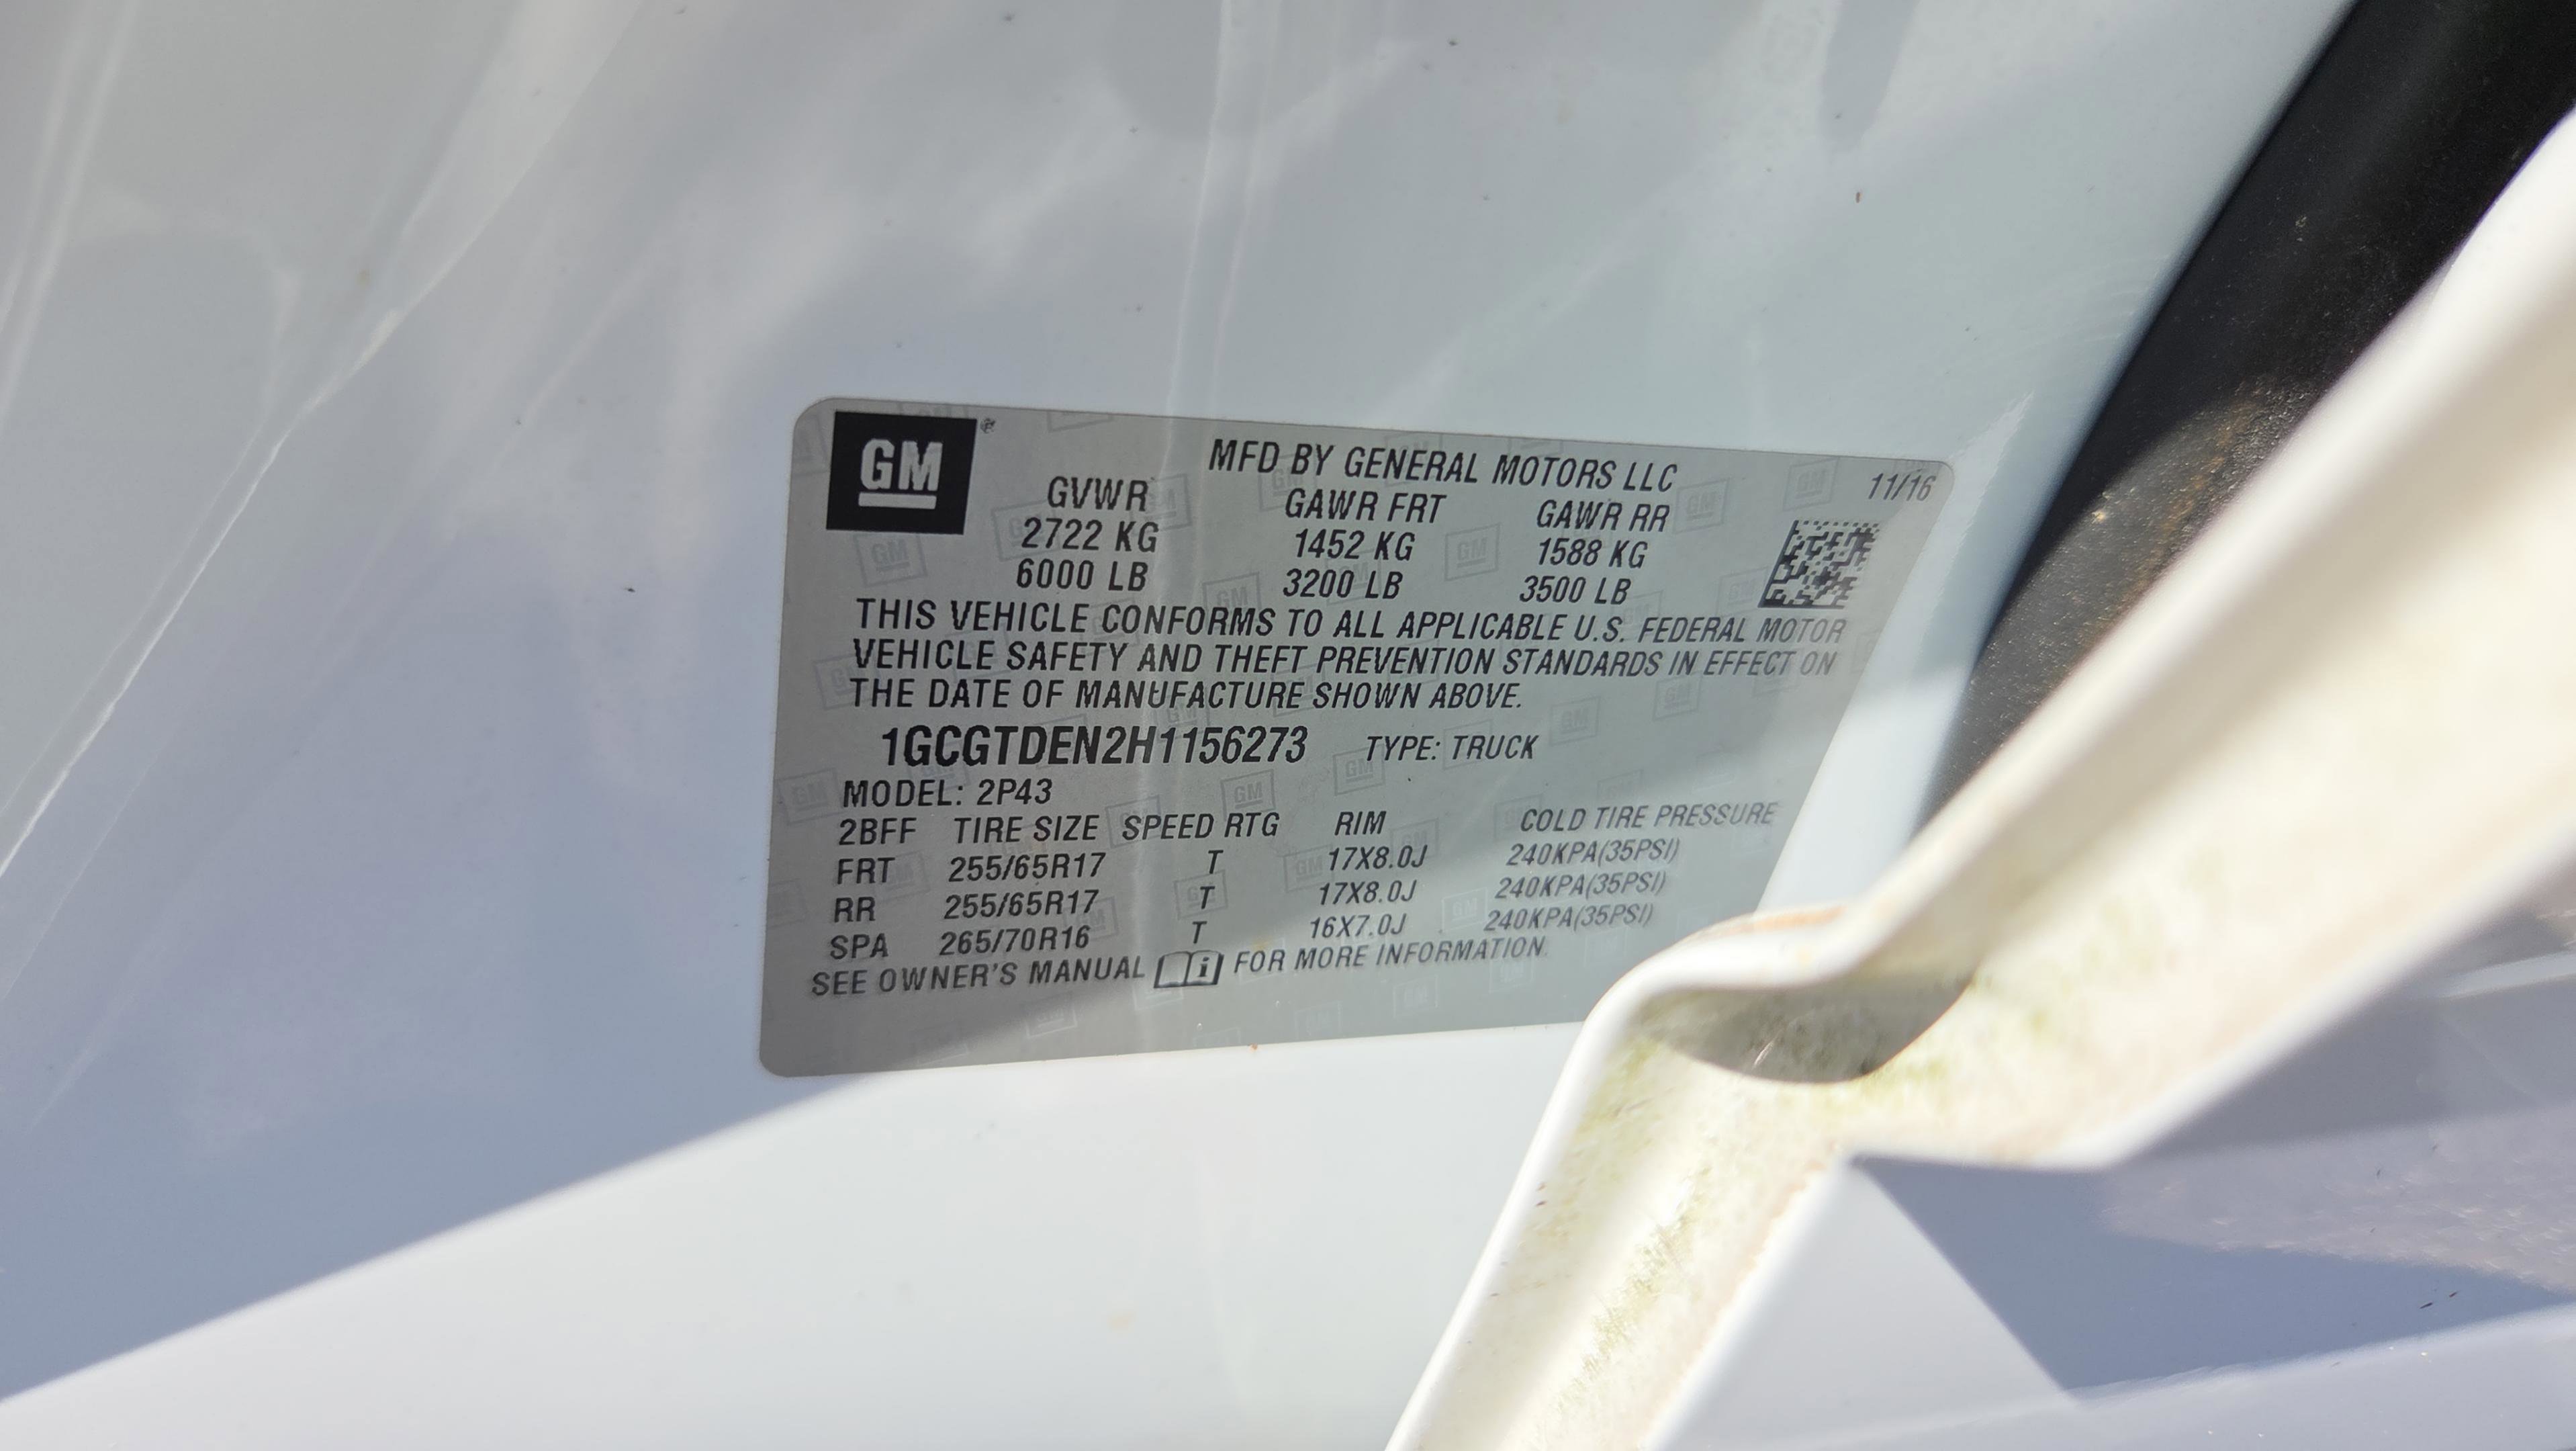 GM
MFD BY GENERAL MOTORS LLC 11/16
GVWR GAWR FRT GAWR RR
2722 KG 1452 KG 1588 KG
6000 LB 3200 LB 3500 LB
THIS VEHICLE CONFORMS TO ALL APPLICABLE U.S. FEDERAL MOTOR
VEHICLE SAFETY AND THEFT PREVENTION STANDARDS IN EFFECT ON
THE DATE OF MANUFACTURE SHOWN ABOVE.
1GCGTDEN2H1156273 TYPE: TRUCK
MODEL: 2P43
2BFF TIRE SIZE SPEED RTG RIM COLD TIRE PRESSURE
FRT 255/65R17 T 17X8.0J 240KPA(35PSI)
RR 255/65R17 T 17X8.0J 240KPA(35PSI)
SPA 265/70R16 T 16X7.0J 240KPA(35PSI)
SEE OWNER'S MANUAL i FOR MORE INFORMATION.